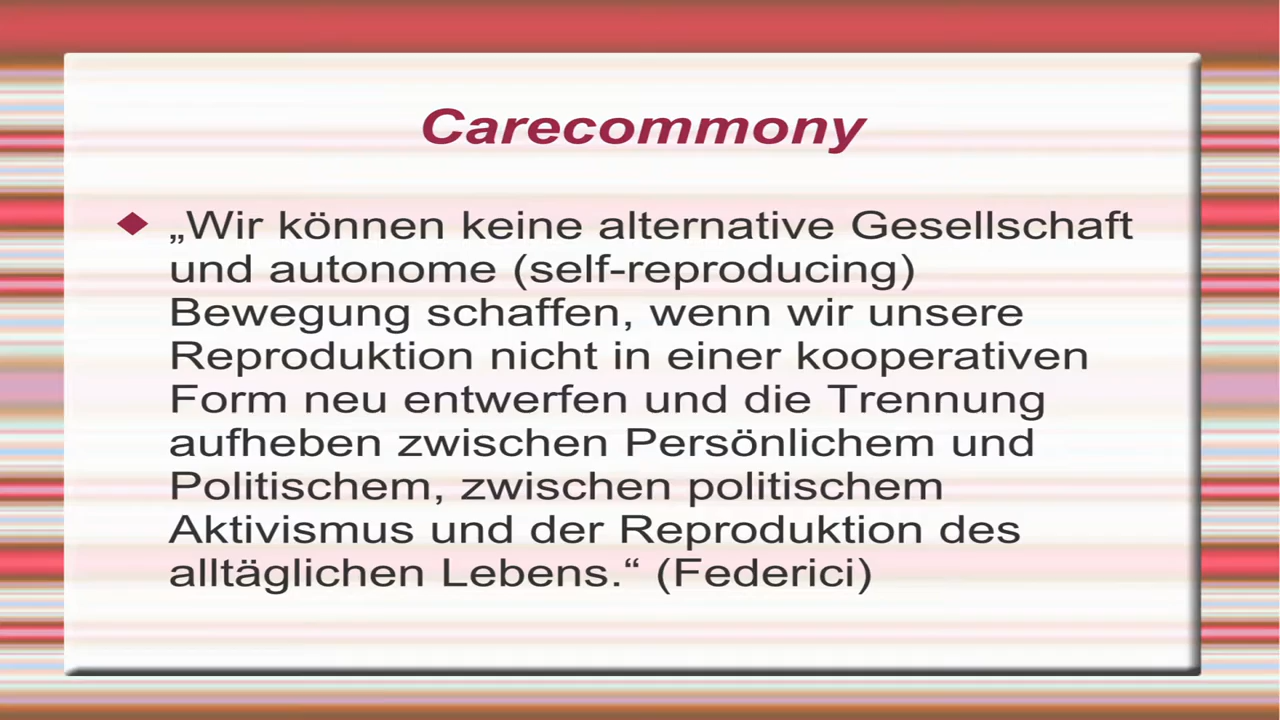 Carecommony
„Wir können keine alternative Gesellschaft
und autonome (self-reproducing)
Bewegung schaffen, wenn wir unsere
Reproduktion nicht in einer kooperativen
Form neu entwerfen und die Trennung
aufheben zwischen Persönlichem und
Politischem, zwischen politischem
Aktivismus und der Reproduktion des
alltäglichen Lebens.“ (Federici)